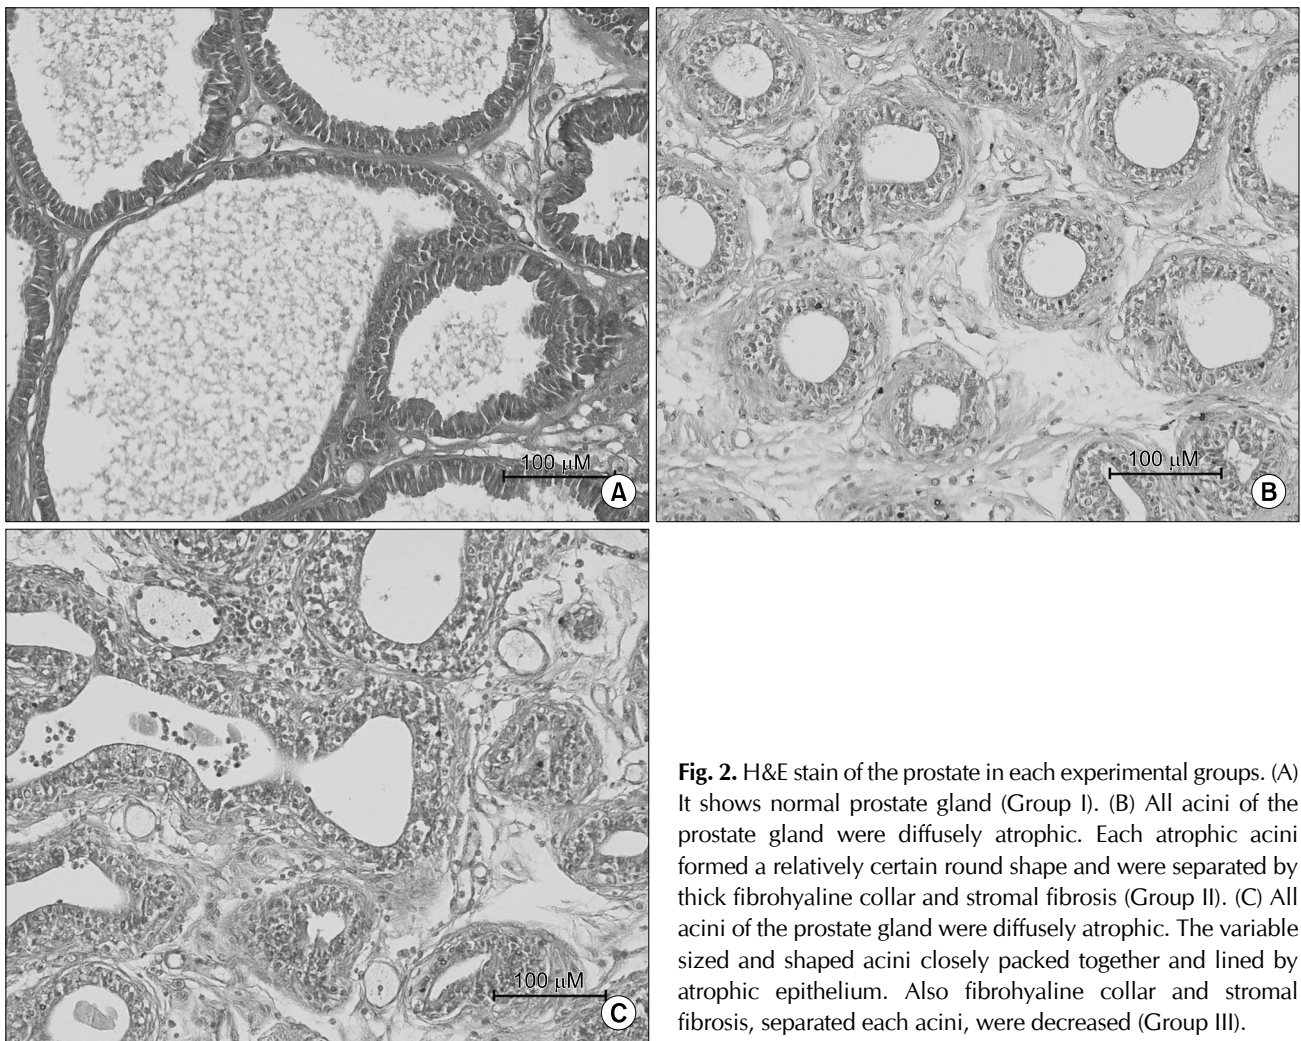 100 µM
A
100 µM
B
100 µM
C
Fig. 2. H&E stain of the prostate in each experimental groups. (A)
It shows normal prostate gland (Group I). (B) All acini of the
prostate gland were diffusely atrophic. Each atrophic acini
formed a relatively certain round shape and were separated by
thick fibrohyaline collar and stromal fibrosis (Group II). (C) All
acini of the prostate gland were diffusely atrophic. The variable
sized and shaped acini closely packed together and lined by
atrophic epithelium. Also fibrohyaline collar and stromal
fibrosis, separated each acini, were decreased (Group III).